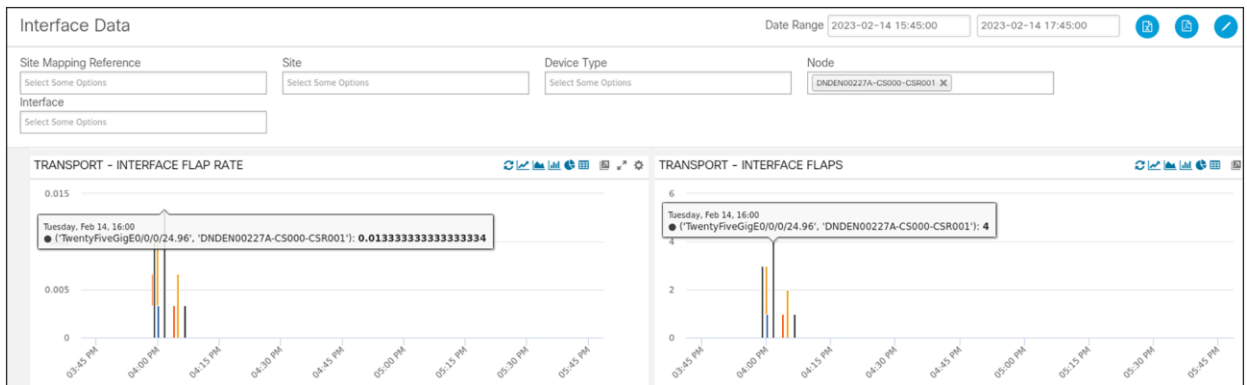 Interface Data
Date Range 2023-02-14 15:45:00 2023-02-14 17:45:00
Site Mapping Reference Site Device Type Node
Select Some Options Select Some Options Select Some Options DNDEN00227A-CS000-CSR001 ×
Interface
Select Some Options
TRANSPORT - INTERFACE FLAP RATE
0.015
Tuesday, Feb 14, 16:00
● ('TwentyFiveGigE0/0/0/24.96', 'DNDEN00227A-CS000-CSR001'): 0.013333333333333334
0.005
0
03:45 PM 04:00 PM 04:15 PM 04:30 PM 04:45 PM 05:00 PM 05:15 PM 05:30 PM 05:45 PM
TRANSPORT - INTERFACE FLAPS
6
Tuesday, Feb 14, 16:00
● ('TwentyFiveGigE0/0/0/24.96', 'DNDEN00227A-CS000-CSR001'): 4
4
2
0
03:45 PM 04:00 PM 04:15 PM 04:30 PM 04:45 PM 05:00 PM 05:15 PM 05:30 PM 05:45 PM